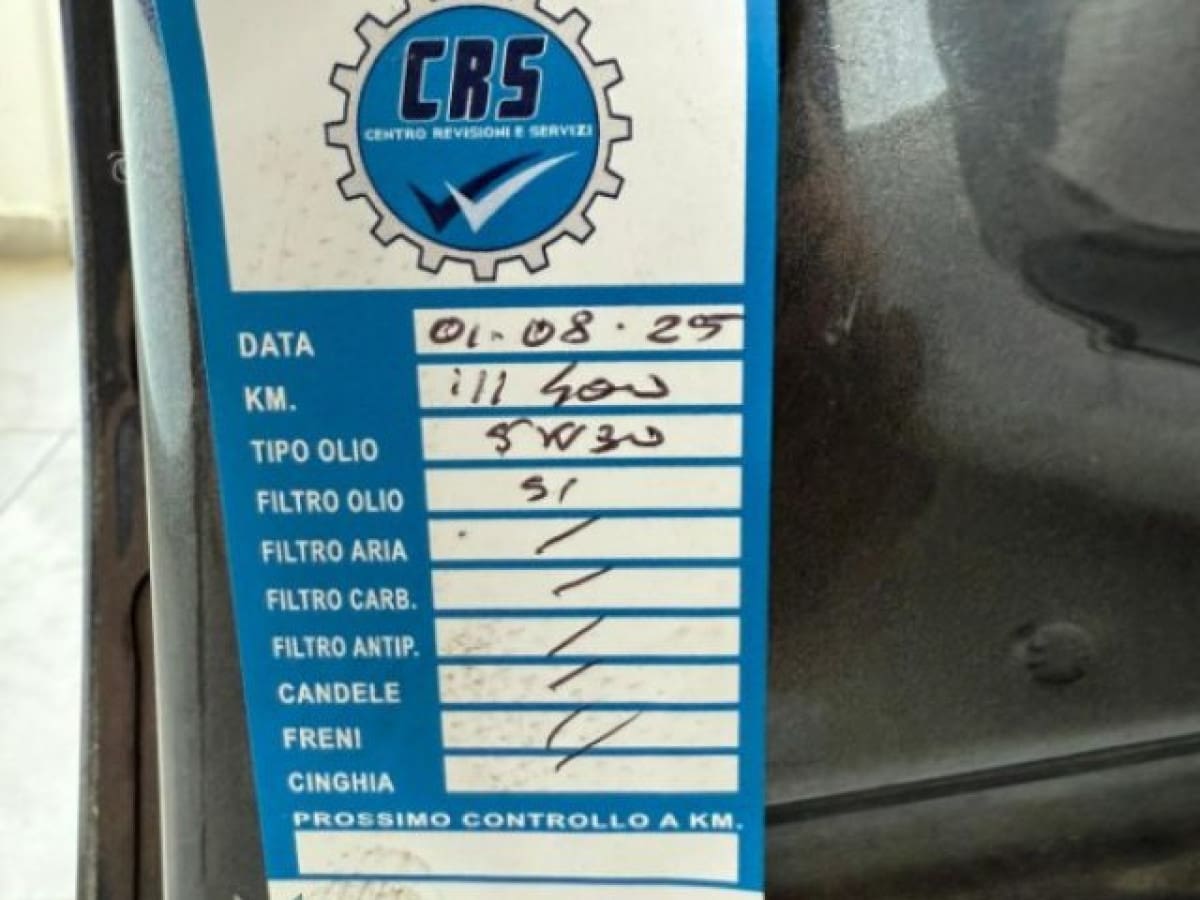 CRS
CENTRO REVISIONI E SERVIZI
DATA 01-08.25
KM. 111 400
TIPO OLIO 5W30
FILTRO OLIO SI
FILTRO ARIA /
FILTRO CARB. /
FILTRO ANTIP. /
CANDELE /
FRENI /
CINGHIA /
PROSSIMO CONTROLLO A KM.